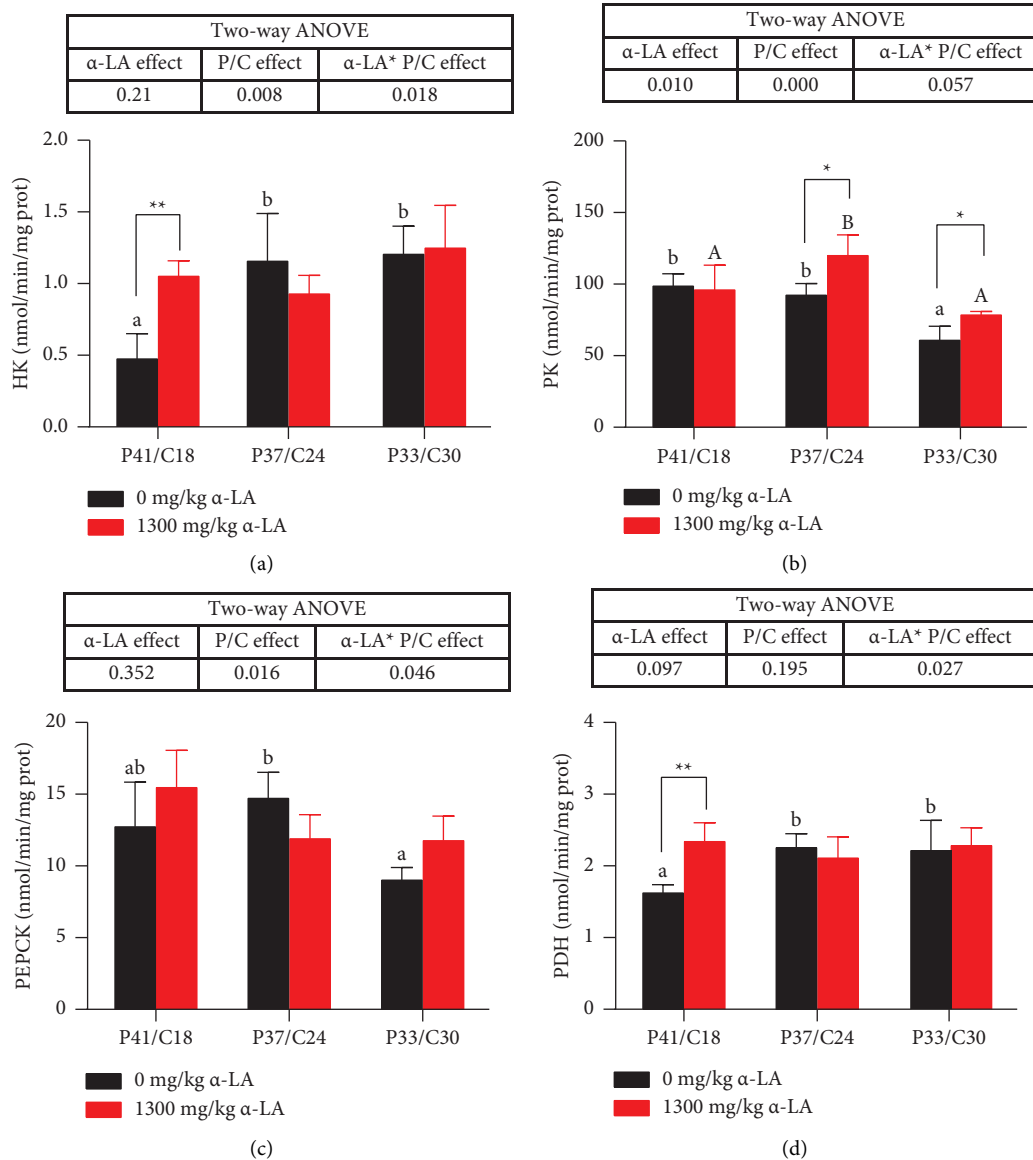 Two-way ANOVE
α-LA effect P/C effect α-LA* P/C effect
0.21 0.008 0.018
HK (nmol/min/mg prot)
2.0
1.5
1.0
0.5
0.0
**
a
b
b
P41/C18 P37/C24 P33/C30
0 mg/kg α-LA
1300 mg/kg α-LA
(a)
Two-way ANOVE
α-LA effect P/C effect α-LA* P/C effect
0.010 0.000 0.057
PK (nmol/min/mg prot)
200
150
100
50
0
b
A
*
b
B
*
a
A
P41/C18 P37/C24 P33/C30
0 mg/kg α-LA
1300 mg/kg α-LA
(b)
Two-way ANOVE
α-LA effect P/C effect α-LA* P/C effect
0.352 0.016 0.046
PEPCK (nmol/min/mg prot)
20
15
10
5
0
ab
b
a
P41/C18 P37/C24 P33/C30
0 mg/kg α-LA
1300 mg/kg α-LA
(c)
Two-way ANOVE
α-LA effect P/C effect α-LA* P/C effect
0.097 0.195 0.027
PDH (nmol/min/mg prot)
4
3
2
1
0
**
a
b
b
P41/C18 P37/C24 P33/C30
0 mg/kg α-LA
1300 mg/kg α-LA
(d)